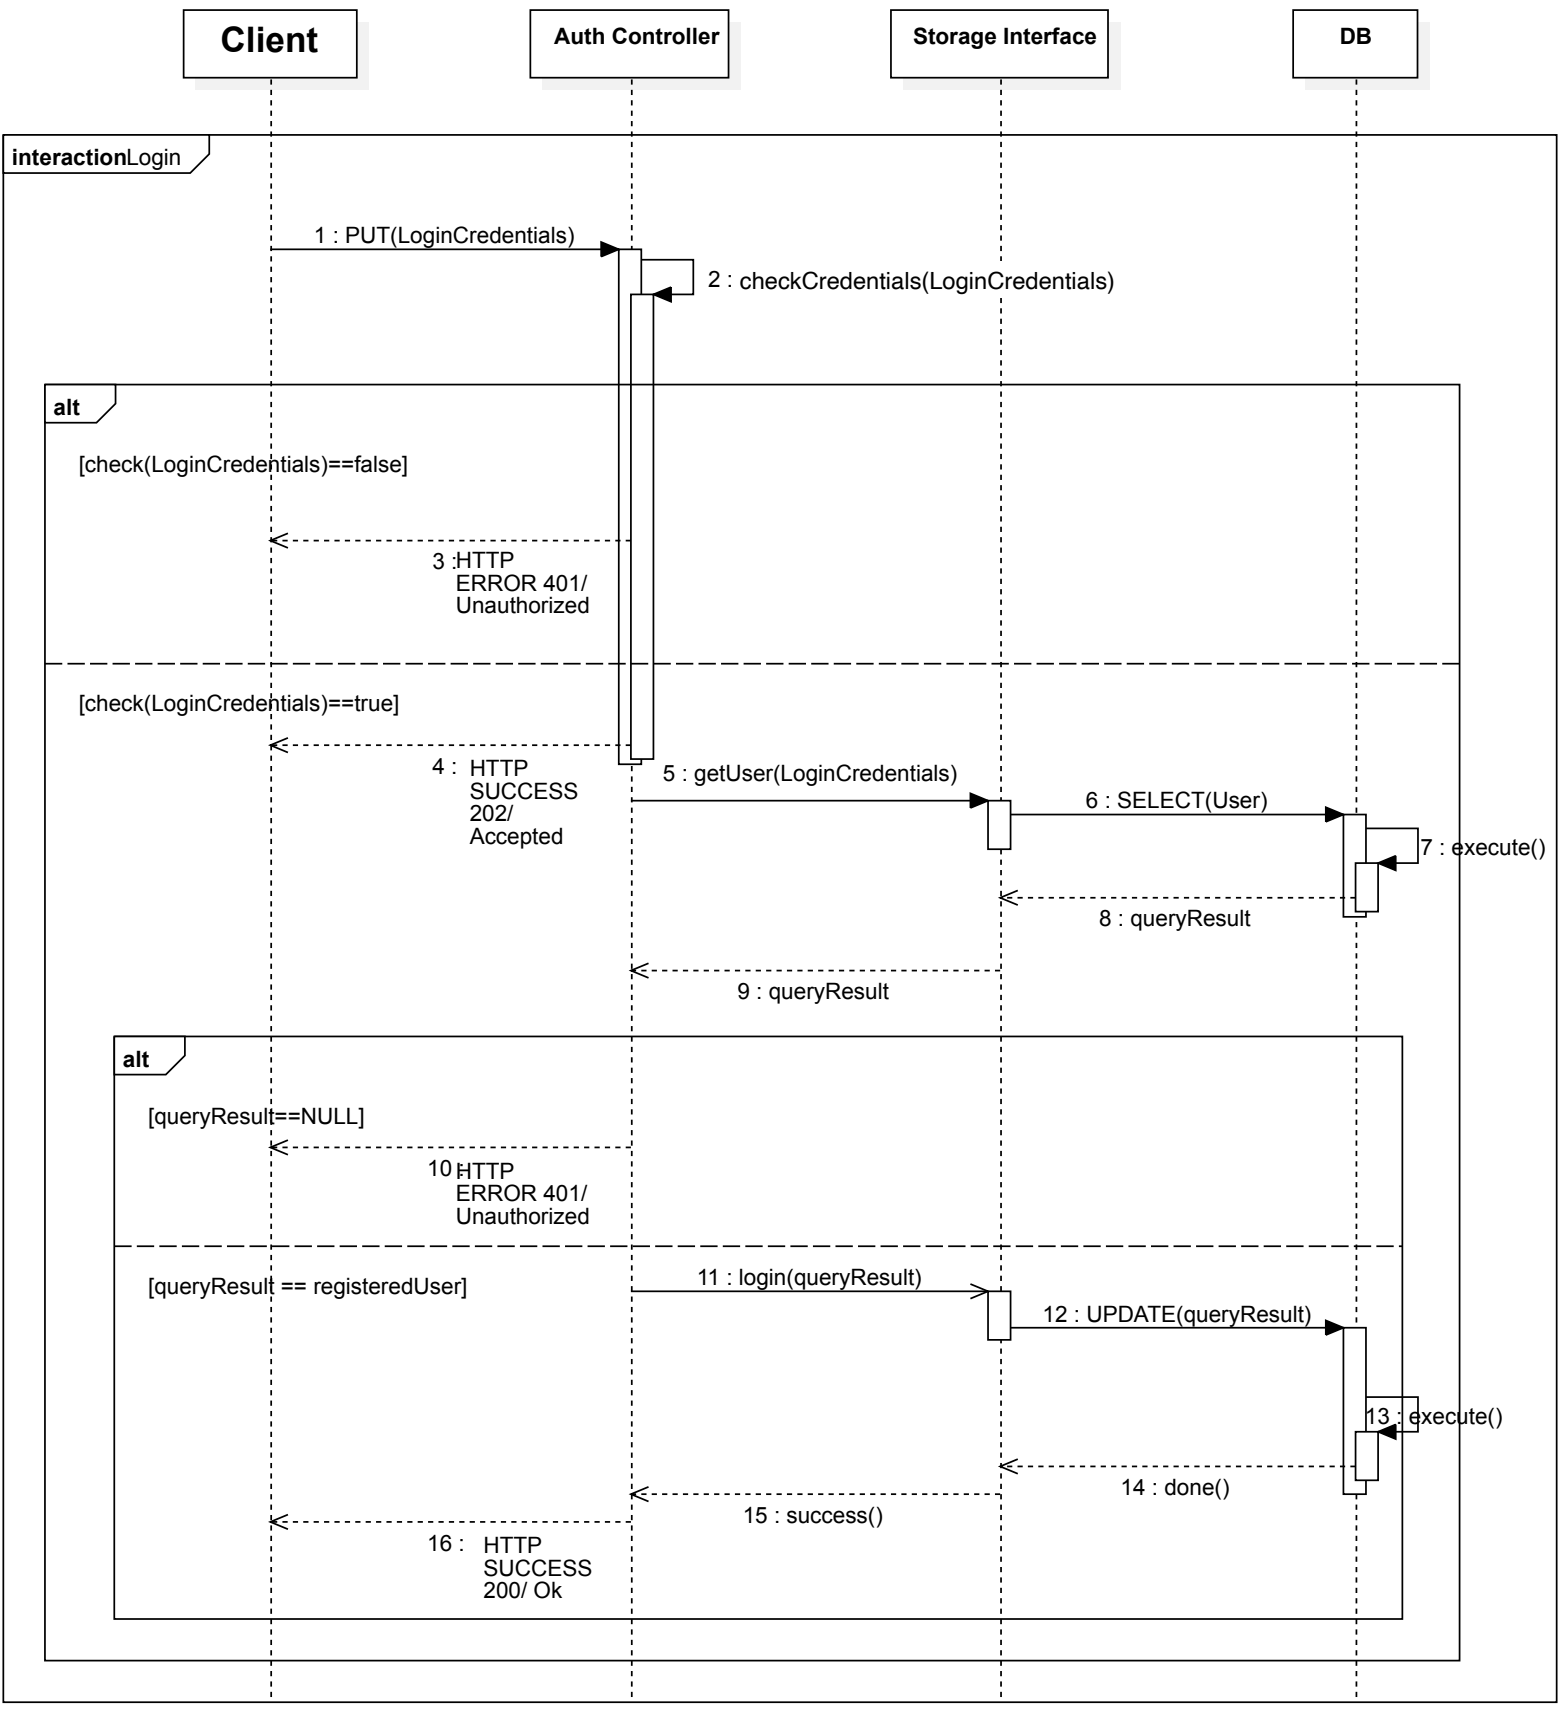 Client
Auth Controller
Storage Interface
DB
interactionLogin
1 : PUT(LoginCredentials)
2 : checkCredentials(LoginCredentials)
alt
[check(LoginCredentials)==false]
3 :HTTP
ERROR 401/
Unauthorized
[check(LoginCredentials)==true]
4 : HTTP
SUCCESS
202/
Accepted
5 : getUser(LoginCredentials)
6 : SELECT(User)
7 : execute()
8 : queryResult
9 : queryResult
alt
[queryResult==NULL]
10 :HTTP
ERROR 401/
Unauthorized
[queryResult == registeredUser]
11 : login(queryResult)
12 : UPDATE(queryResult)
13 : execute()
14 : done()
15 : success()
16 : HTTP
SUCCESS
200/ Ok